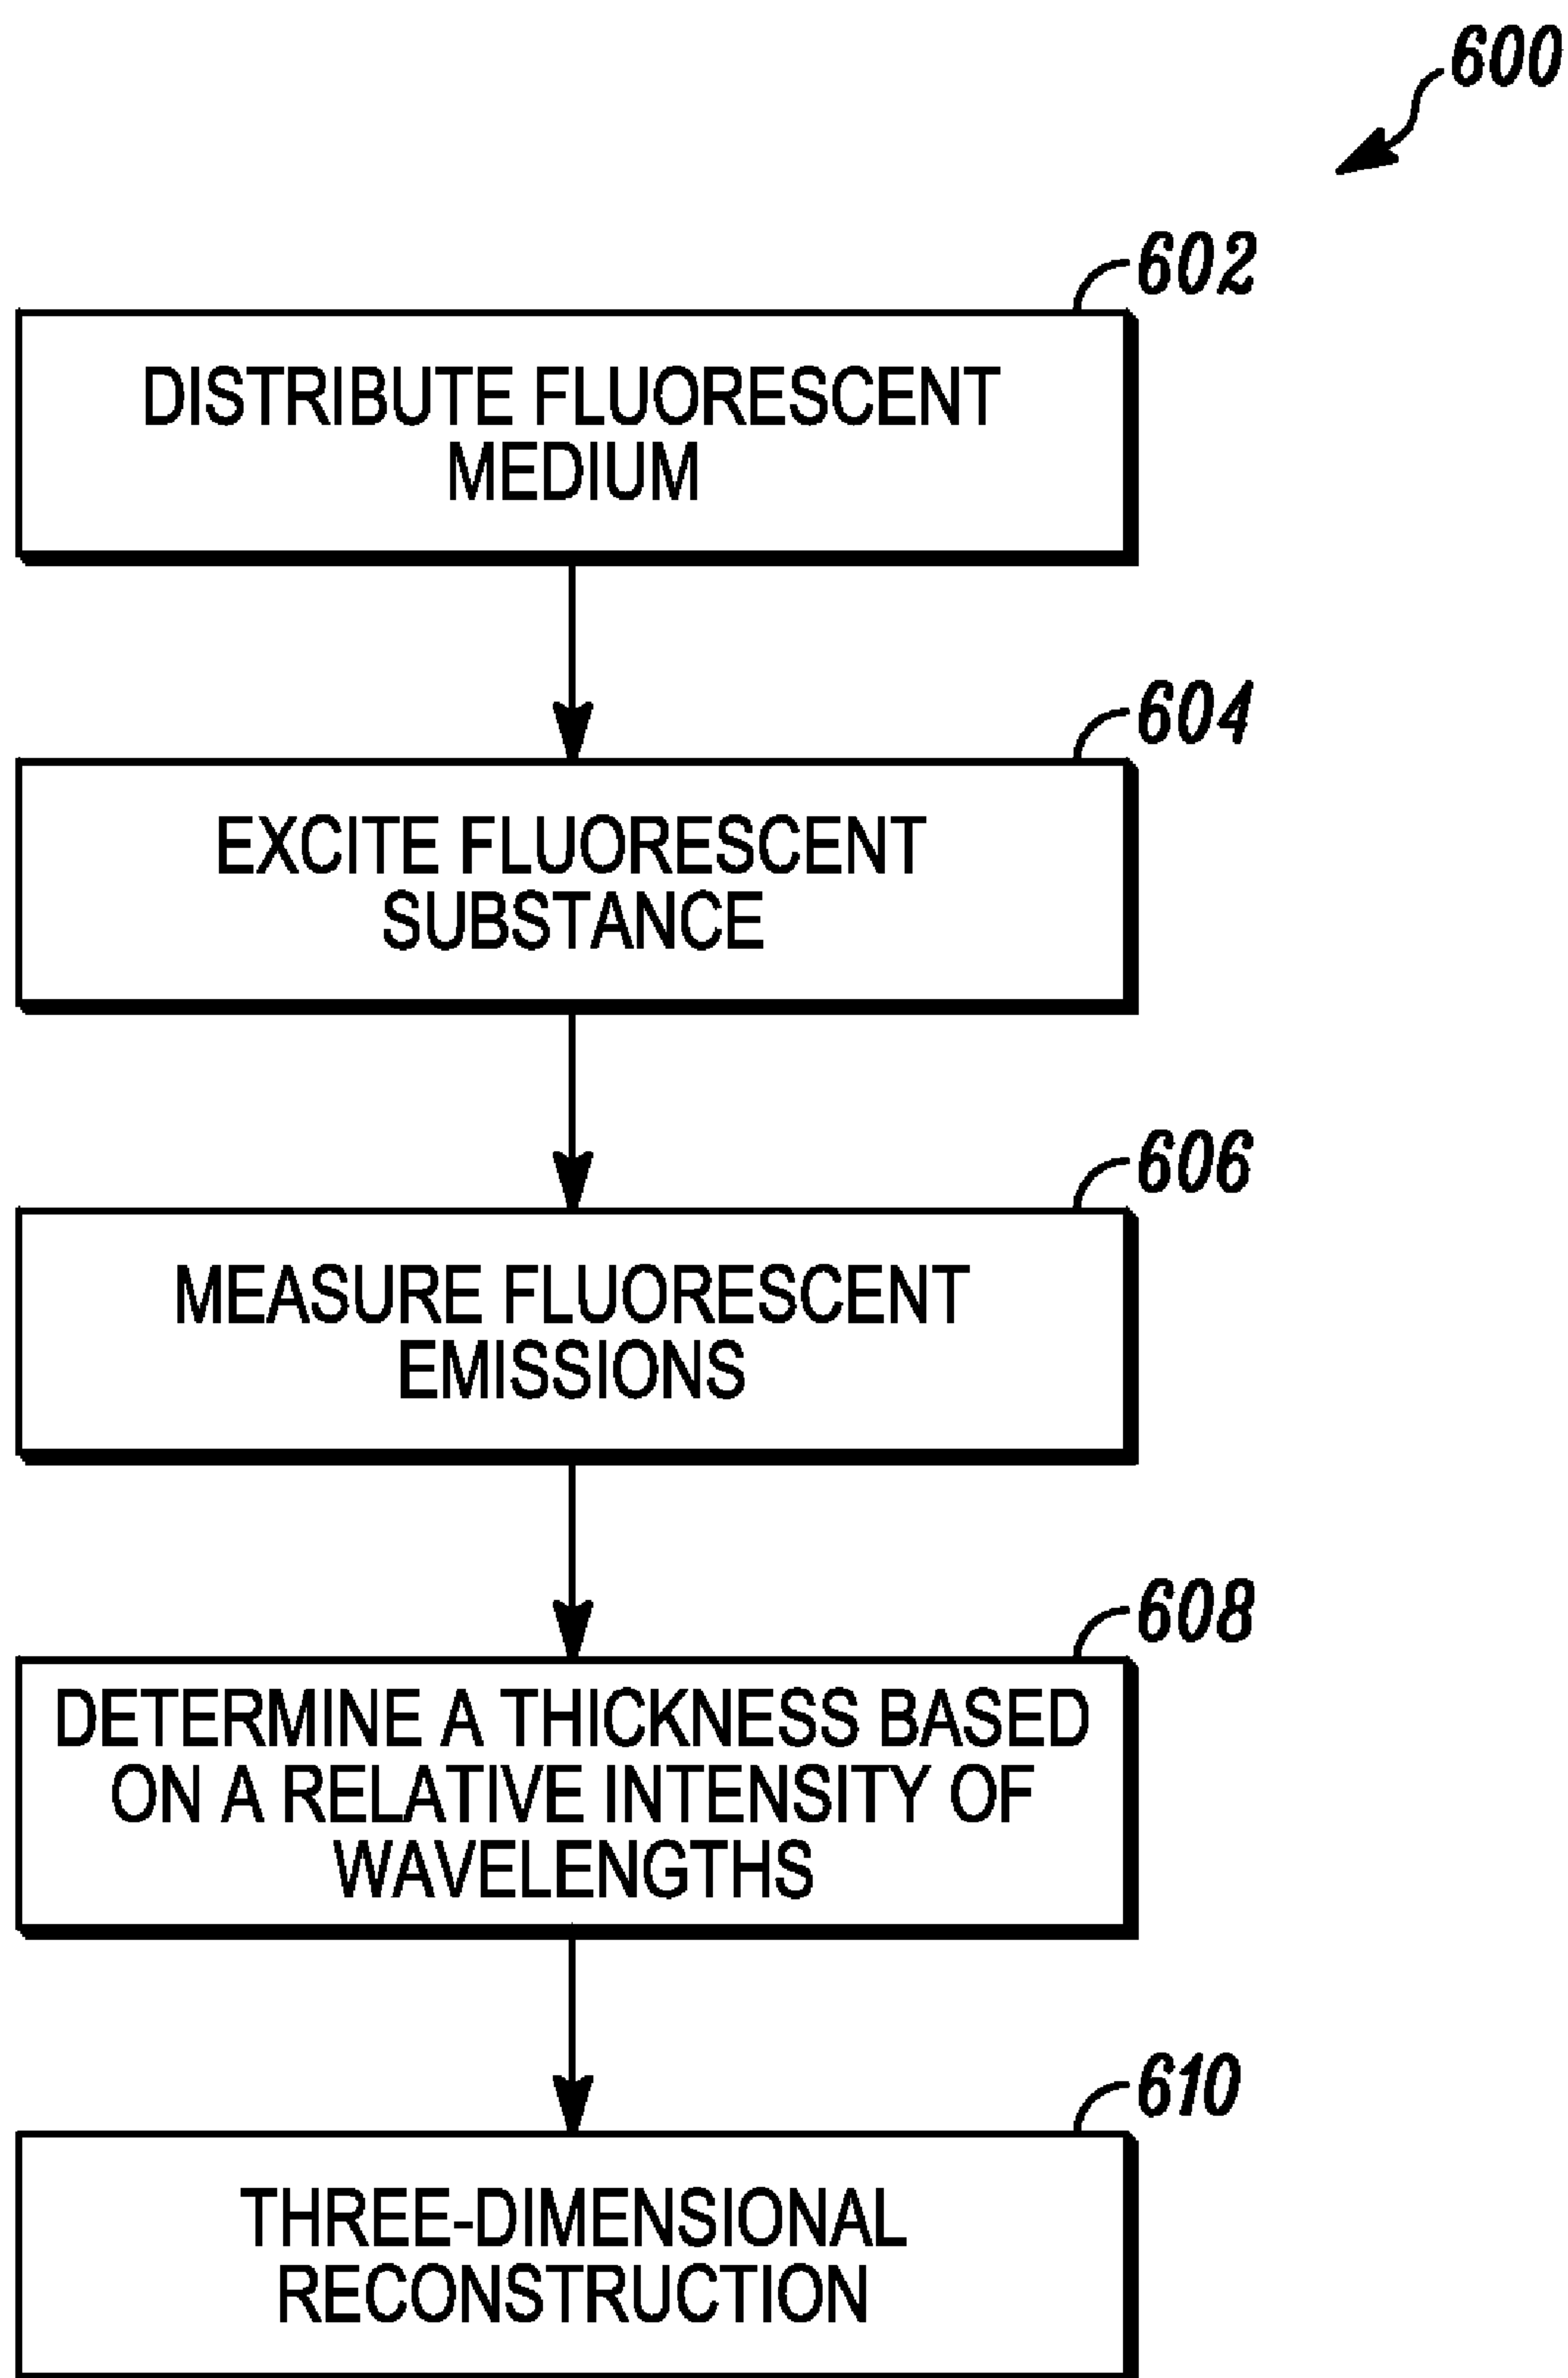 600
602
DISTRIBUTE FLUORESCENT
MEDIUM
604
EXCITE FLUORESCENT
SUBSTANCE
606
MEASURE FLUORESCENT
EMISSIONS
608
DETERMINE A THICKNESS BASED
ON A RELATIVE INTENSITY OF
WAVELENGTHS
610
THREE-DIMENSIONAL
RECONSTRUCTION